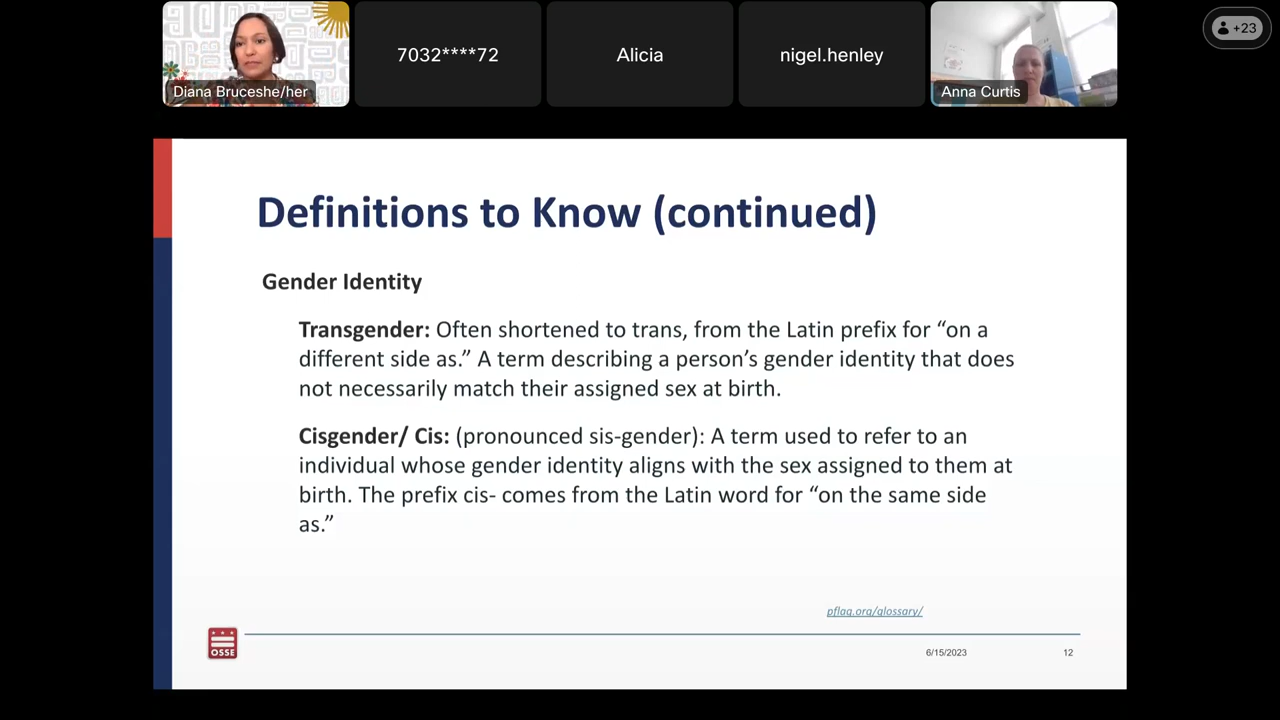 Diana Bruceshe/her
7032****72
Alicia
nigel.henley
Anna Curtis
+23
Definitions to Know (continued)
Gender Identity
Transgender: Often shortened to trans, from the Latin prefix for “on a
different side as.” A term describing a person’s gender identity that does
not necessarily match their assigned sex at birth.
Cisgender/ Cis: (pronounced sis-gender): A term used to refer to an
individual whose gender identity aligns with the sex assigned to them at
birth. The prefix cis- comes from the Latin word for “on the same side
as.”
pflag.org/glossary/
OSSE
6/15/2023
12